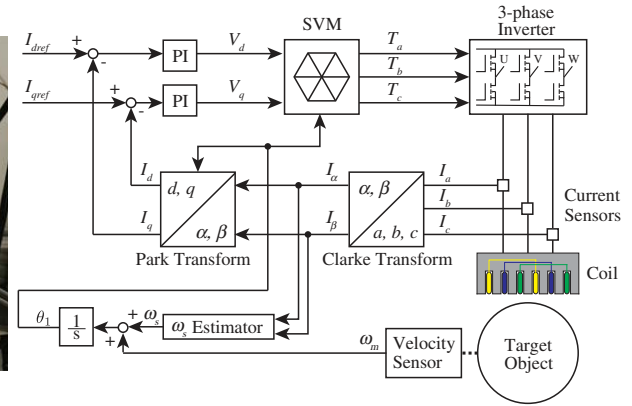 SVM
3-phase
Inverter
I_dref + - PI V_d T_a
T_b
I_qref + - PI V_q T_c
U V W
I_d d, q I_α α, β I_a
I_b
I_q α, β I_β a, b, c I_c
Current
Sensors
Park Transform Clarke Transform
Coil
θ_1 1/s + ω_s ω_s Estimator
+
ω_m Velocity
Sensor
Target
Object